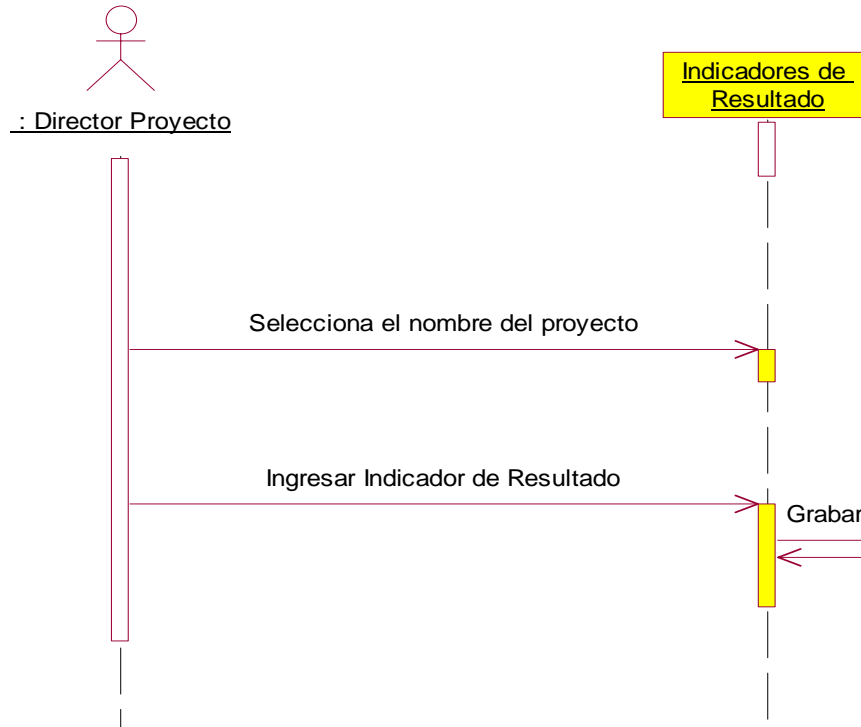 : Director Proyecto
Indicadores de
Resultado
Selecciona el nombre del proyecto
Ingresar Indicador de Resultado
Grabar